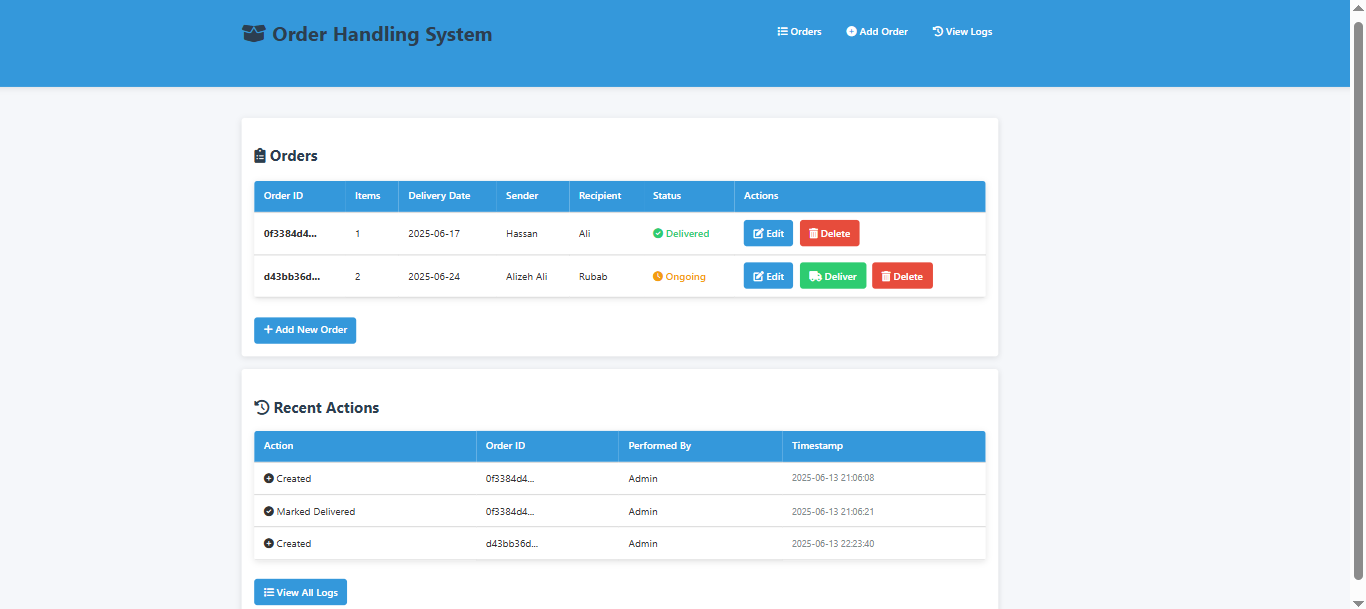 Order Handling System
Orders Add Order View Logs
Orders
Order ID Items Delivery Date Sender Recipient Status Actions
0f3384d4... 1 2025-06-17 Hassan Ali Delivered Edit Delete
d43bb36d... 2 2025-06-24 Alizeh Ali Rubab Ongoing Edit Deliver Delete
Add New Order
Recent Actions
Action Order ID Performed By Timestamp
Created 0f3384d4... Admin 2025-06-13 21:06:08
Marked Delivered 0f3384d4... Admin 2025-06-13 21:06:21
Created d43bb36d... Admin 2025-06-13 22:23:40
View All Logs